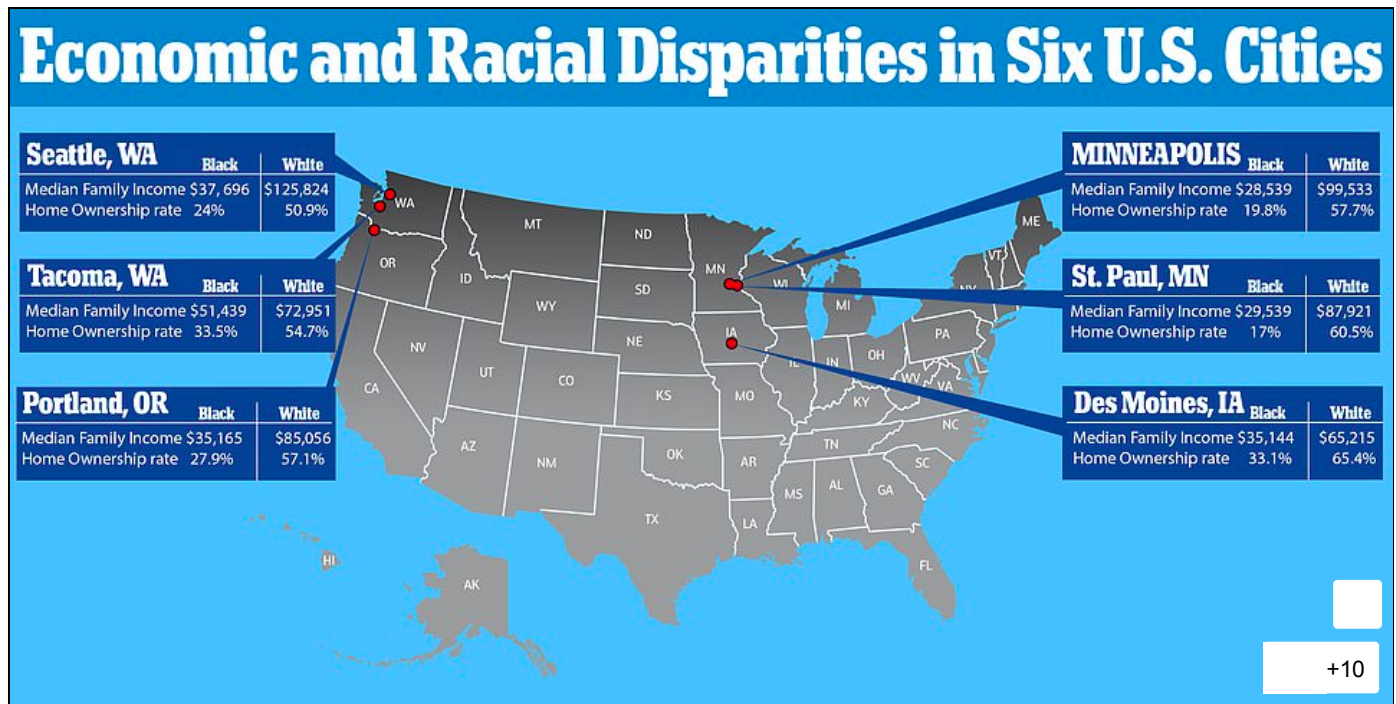 Economic and Racial Disparities in Six U.S. Cities
Seattle, WA Black White
Median Family Income $37, 696 $125,824
Home Ownership rate 24% 50.9%
Tacoma, WA Black White
Median Family Income $51,439 $72,951
Home Ownership rate 33.5% 54.7%
Portland, OR Black White
Median Family Income $35,165 $85,056
Home Ownership rate 27.9% 57.1%
MINNEAPOLIS Black White
Median Family Income $28,539 $99,533
Home Ownership rate 19.8% 57.7%
St. Paul, MN Black White
Median Family Income $29,539 $87,921
Home Ownership rate 17% 60.5%
Des Moines, IA Black White
Median Family Income $35,144 $65,215
Home Ownership rate 33.1% 65.4%
WA
MT
ND
MN
ME
VT
OR
ID
SD
WI
MI
NY
WY
IA
PA
NV
NE
IL
IN
OH
UT
CO
WV
VA
CA
KS
MO
KY
NC
AZ
NM
OK
AR
TN
SC
MS
AL
GA
TX
LA
FL
HI
AK
+10